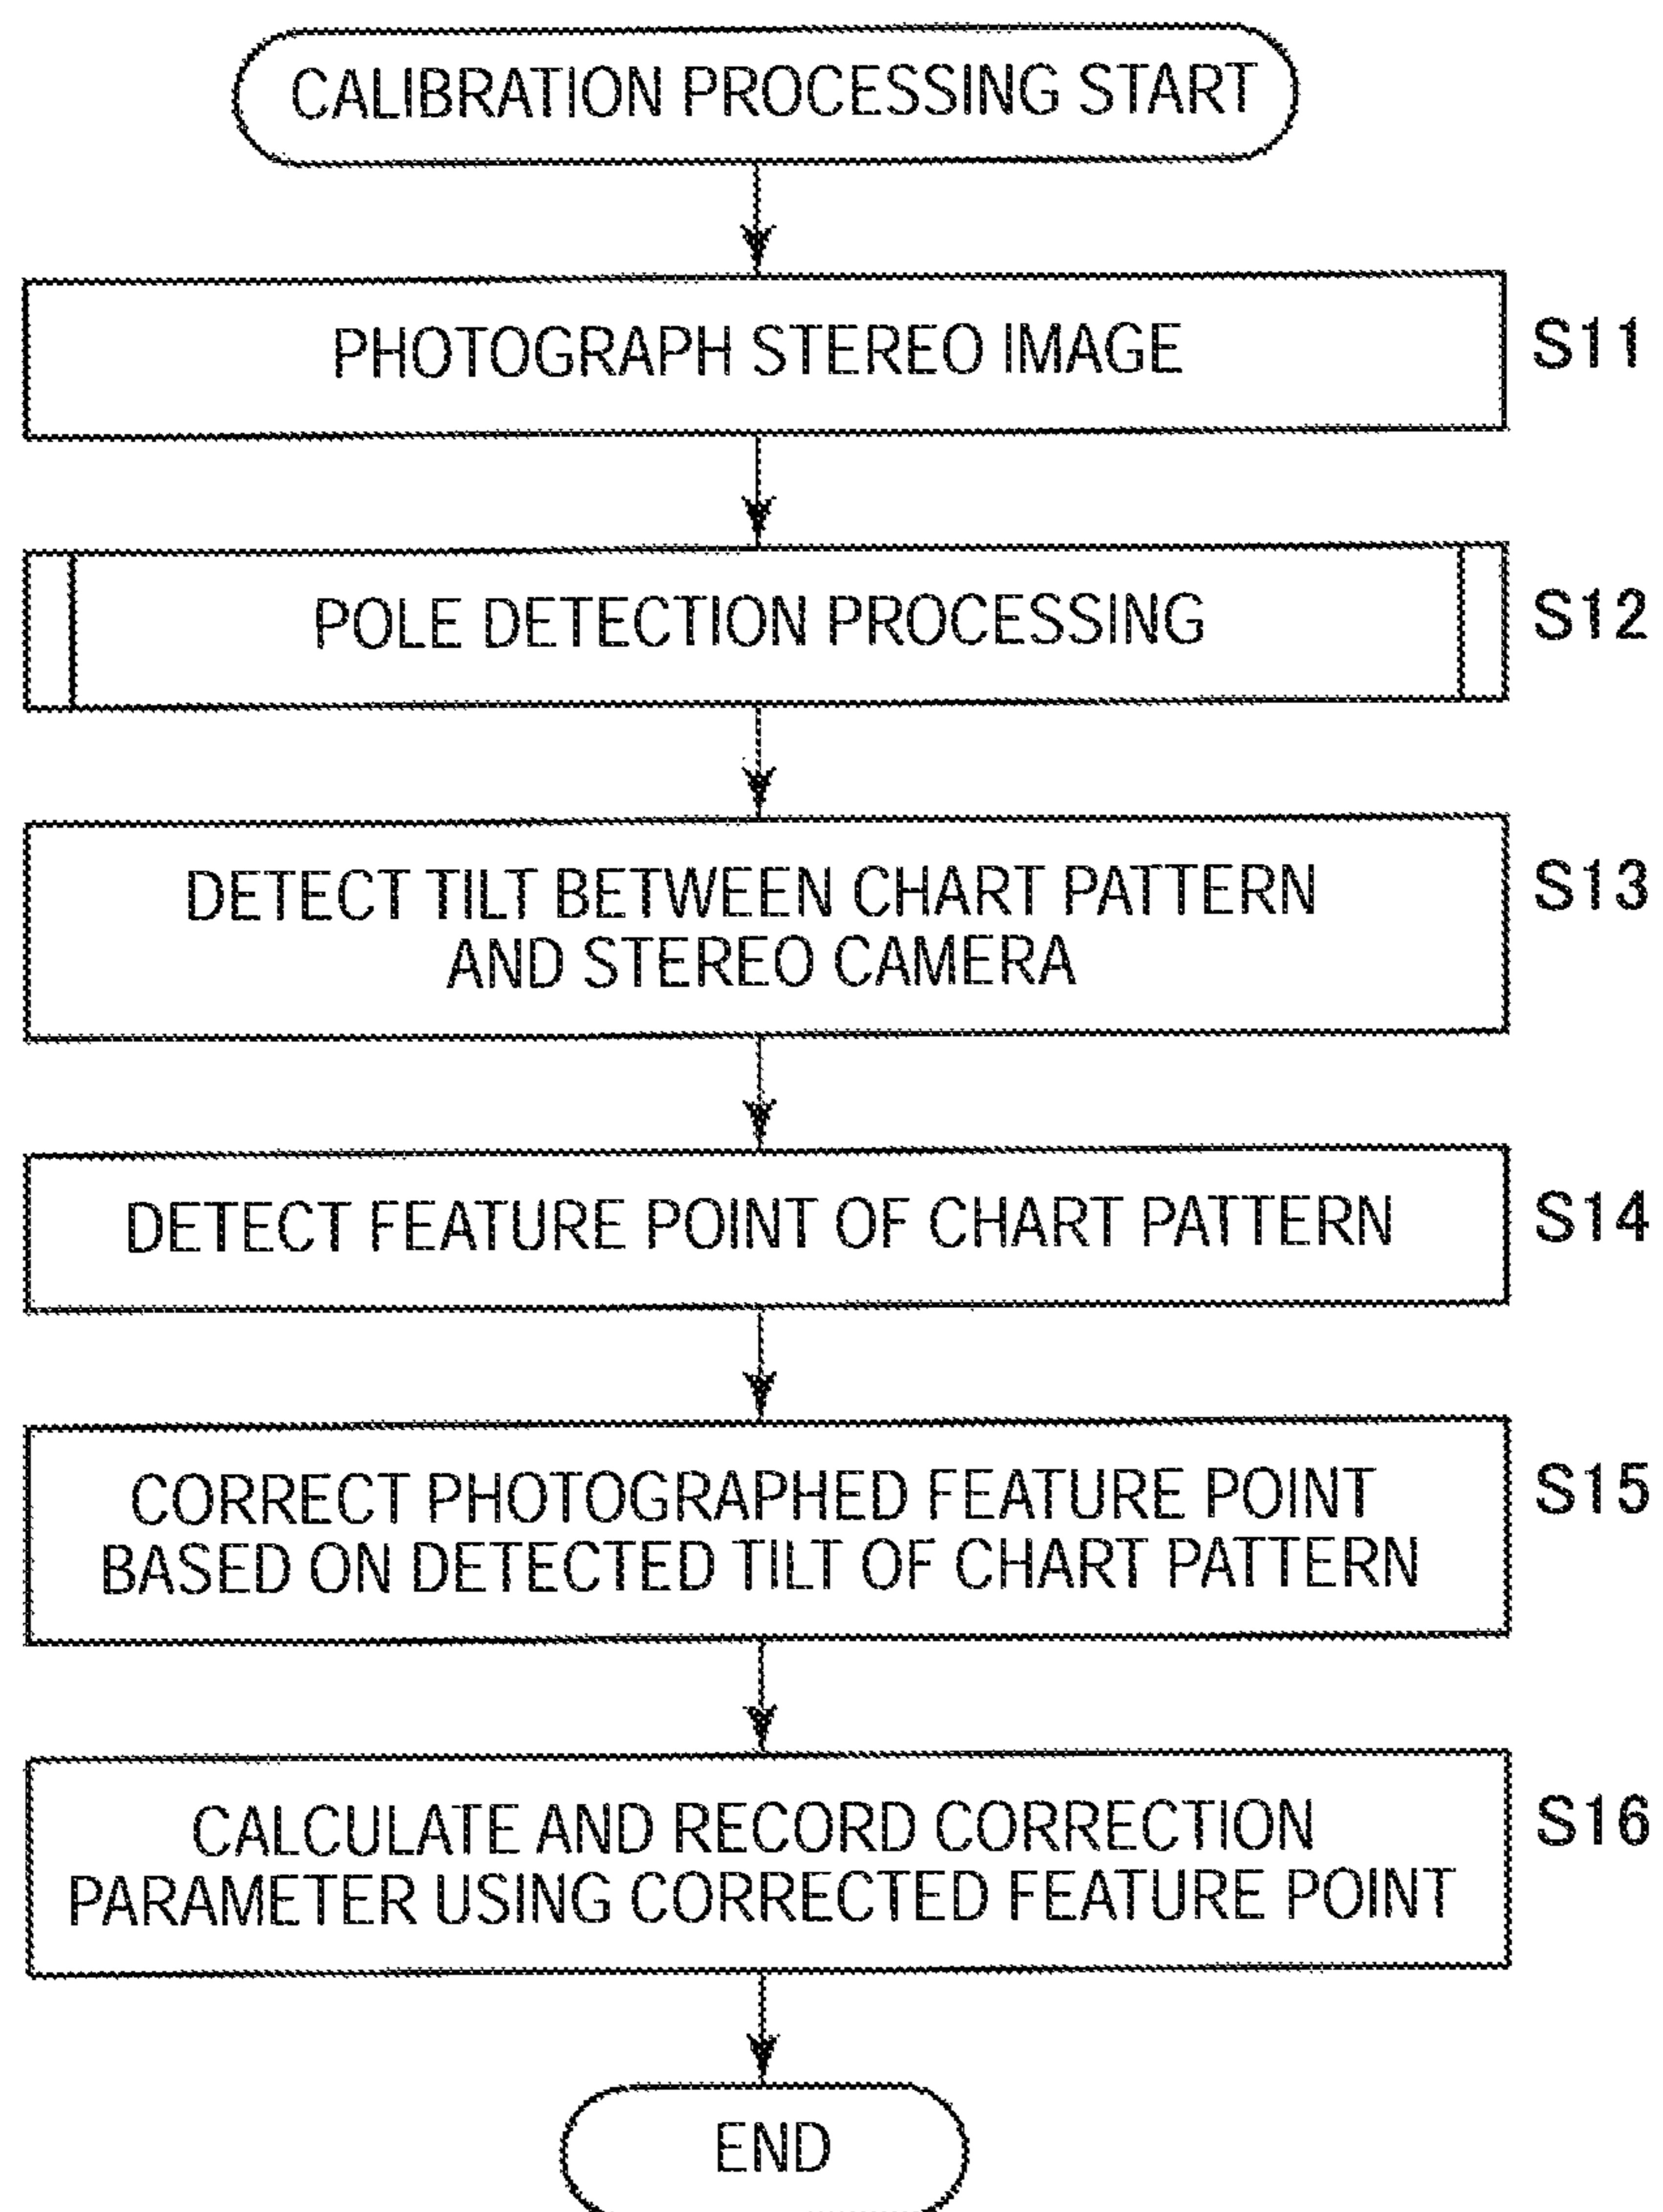 CALIBRATION PROCESSING START
PHOTOGRAPH STEREO IMAGE
S11
POLE DETECTION PROCESSING
S12
DETECT TILT BETWEEN CHART PATTERN
AND STEREO CAMERA
S13
DETECT FEATURE POINT OF CHART PATTERN
S14
CORRECT PHOTOGRAPHED FEATURE POINT
BASED ON DETECTED TILT OF CHART PATTERN
S15
CALCULATE AND RECORD CORRECTION
PARAMETER USING CORRECTED FEATURE POINT
S16
END